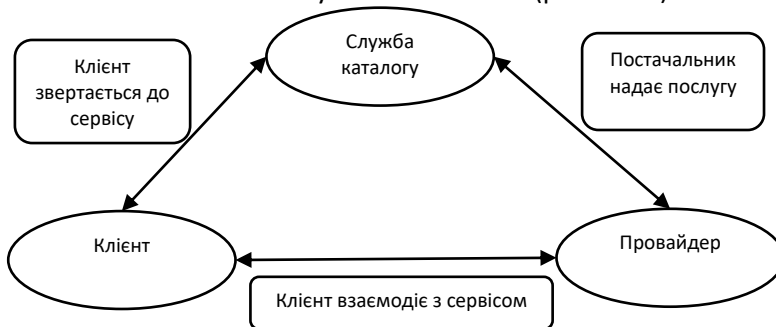 Служба
каталогу
Клієнт
звертається до
сервісу
Постачальник
надає послугу
Клієнт
Провайдер
Клієнт взаємодіє з сервісом